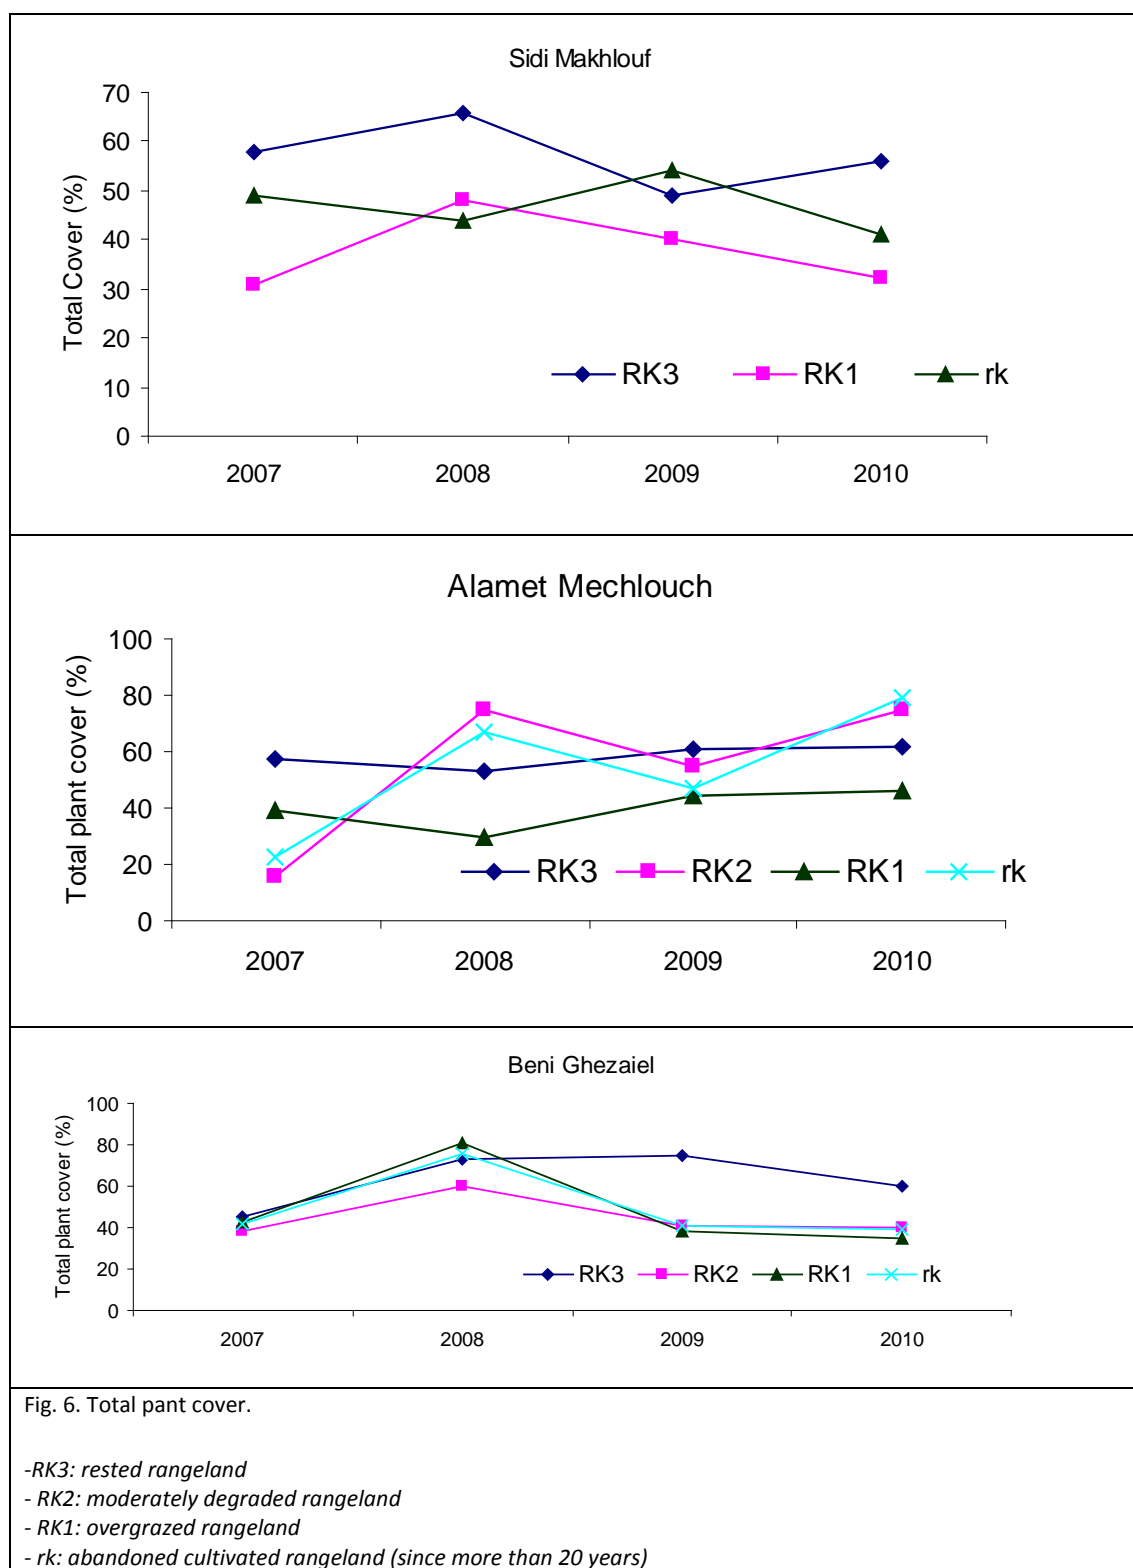 Sidi Makhlouf
Total Cover (%)
70
60
50
40
30
20
10
0
RK3 RK1 rk
2007 2008 2009 2010
Alamet Mechlouch
Total plant cover (%)
100
80
60
40
20
0
RK3 RK2 RK1 rk
2007 2008 2009 2010
Beni Ghezaiel
Total plant cover (%)
100
80
60
40
20
0
RK3 RK2 RK1 rk
2007 2008 2009 2010
Fig. 6. Total pant cover.
-RK3: rested rangeland
- RK2: moderately degraded rangeland
- RK1: overgrazed rangeland
- rk: abandoned cultivated rangeland (since more than 20 years)